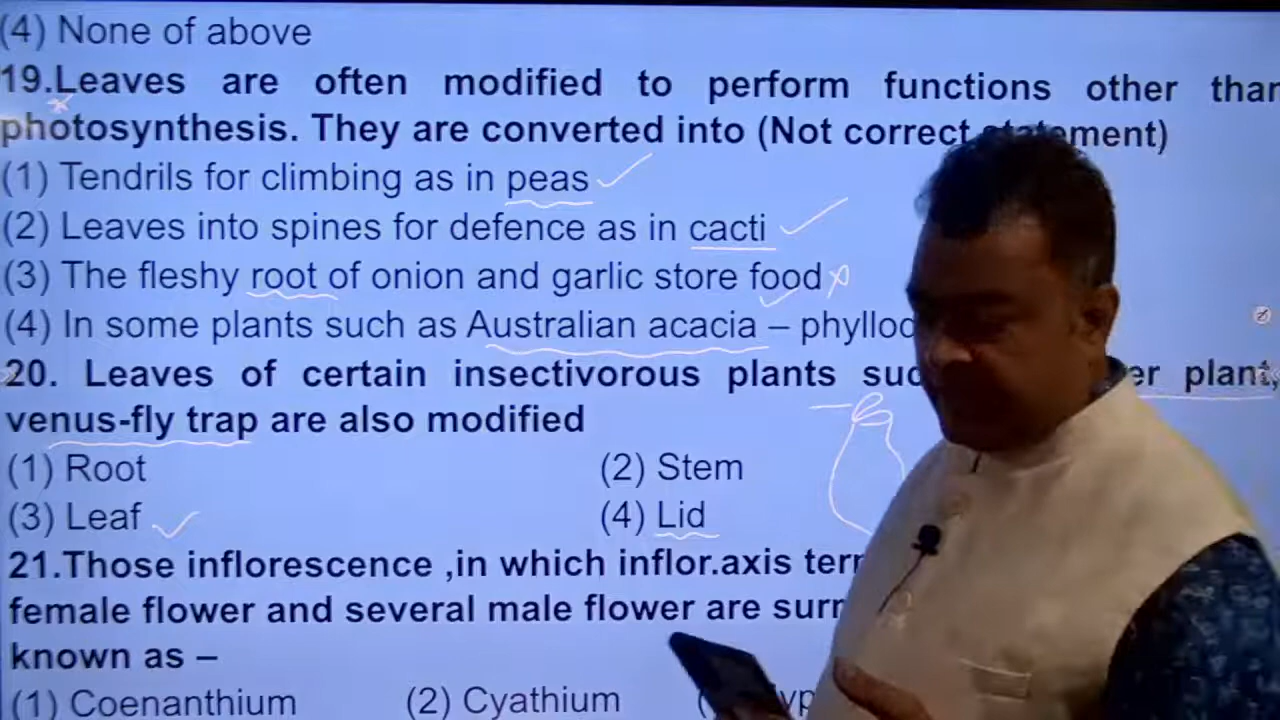 (4) None of above
19.Leaves are often modified to perform functions other than
photosynthesis. They are converted into (Not correct statement)
(1) Tendrils for climbing as in peas
(2) Leaves into spines for defence as in cacti
(3) The fleshy root of onion and garlic store food
(4) In some plants such as Australian acacia –
20. Leaves of certain insectivorous plants plant,
venus-fly trap are also modified
(1) Root (2) Stem
(3) Leaf (4) Lid
21.Those inflorescence ,in which inflor.axis
female flower and several male flower are
known as –
(1) Coenanthium (2) Cyathium